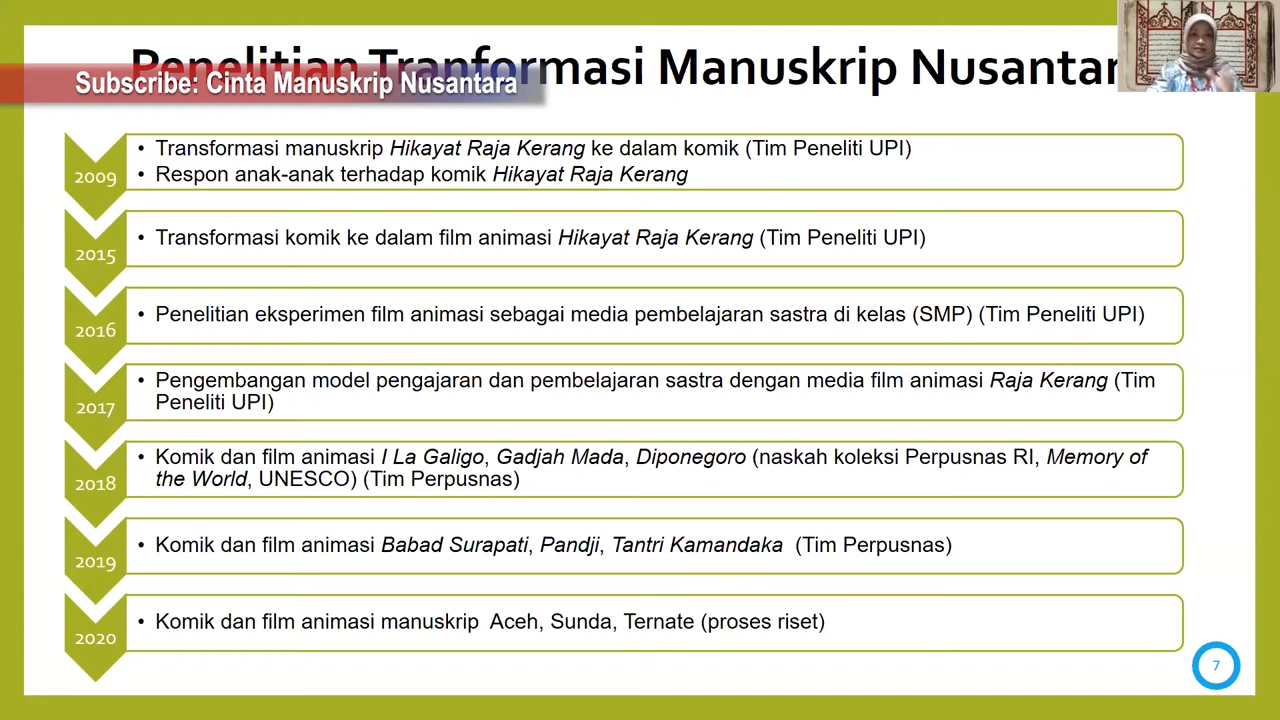 Penelitian Tranformasi Manuskrip Nusantar
Subscribe: Cinta Manuskrip Nusantara
2009
• Transformasi manuskrip Hikayat Raja Kerang ke dalam komik (Tim Peneliti UPI)
• Respon anak-anak terhadap komik Hikayat Raja Kerang
2015
• Transformasi komik ke dalam film animasi Hikayat Raja Kerang (Tim Peneliti UPI)
2016
• Penelitian eksperimen film animasi sebagai media pembelajaran sastra di kelas (SMP) (Tim Peneliti UPI)
2017
• Pengembangan model pengajaran dan pembelajaran sastra dengan media film animasi Raja Kerang (Tim
Peneliti UPI)
2018
• Komik dan film animasi I La Galigo, Gadjah Mada, Diponegoro (naskah koleksi Perpusnas RI, Memory of
the World, UNESCO) (Tim Perpusnas)
2019
• Komik dan film animasi Babad Surapati, Pandji, Tantri Kamandaka (Tim Perpusnas)
2020
• Komik dan film animasi manuskrip Aceh, Sunda, Ternate (proses riset)
7